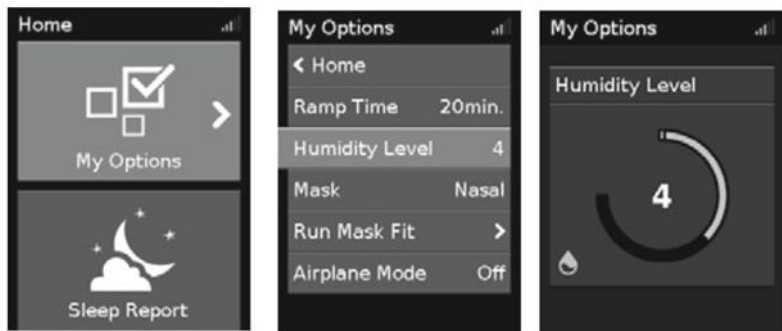 Home
My Options
Sleep Report
My Options
Home
Ramp Time 20min.
Humidity Level 4
Mask Nasal
Run Mask Fit
Airplane Mode Off
My Options
Humidity Level
4